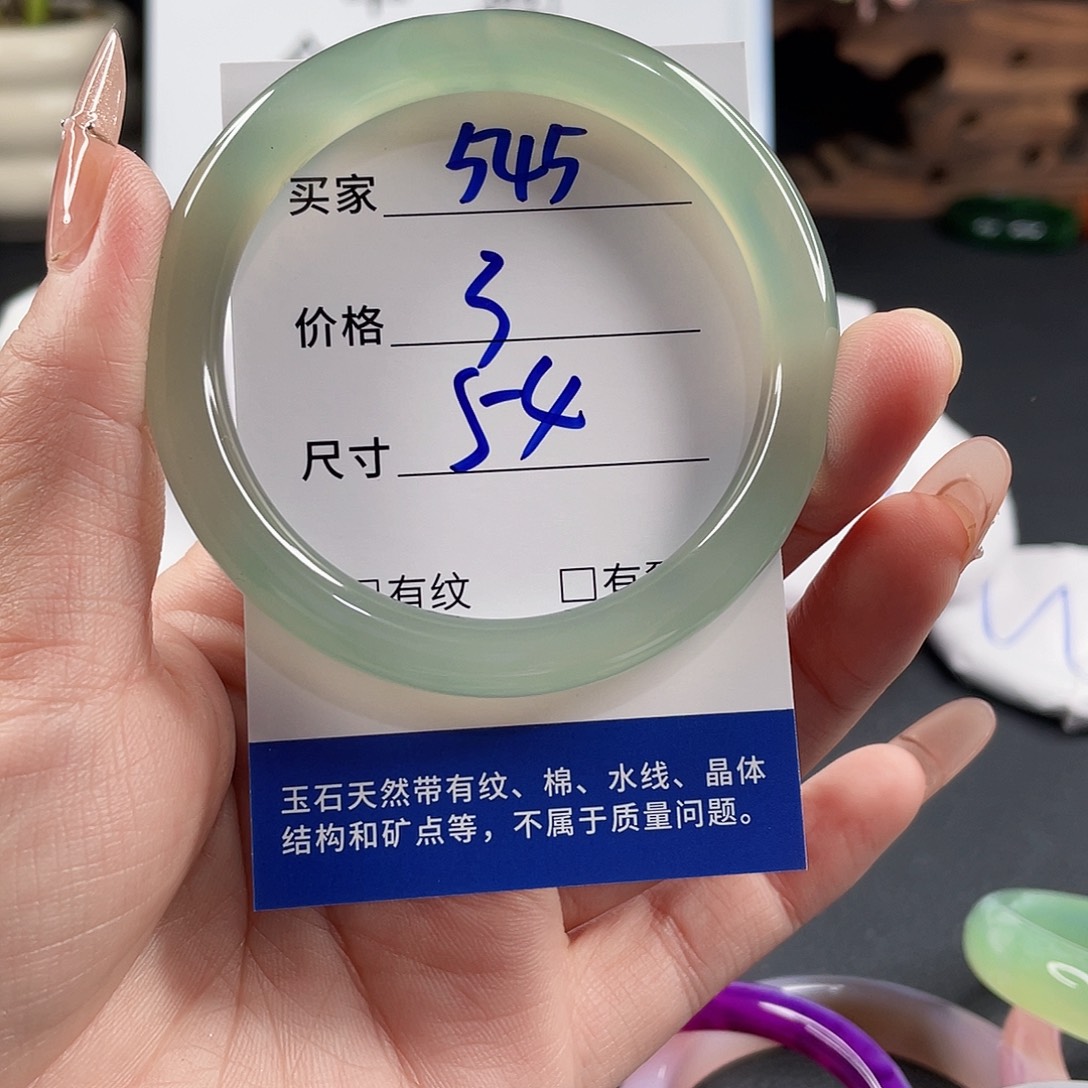 买家 545
价格 3
尺寸 54
有纹 □有
玉石天然带有纹、棉、水线、晶体
结构和矿点等，不属于质量问题。